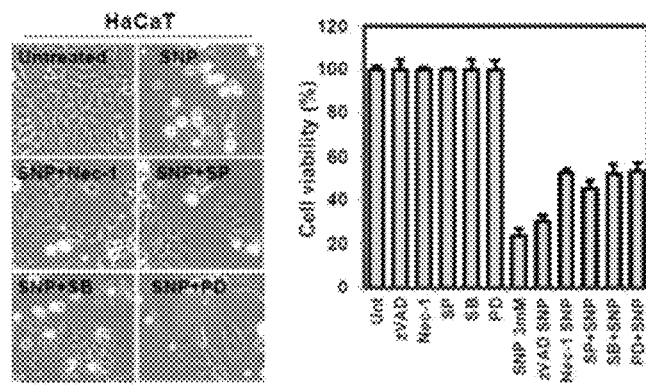 HaCaT
Untreated
SNP
SNP+Nec-1
SNP+SP
SNP+SB
SNP+PD
Cell viability (%)
120
100
80
60
40
20
0
Unt
zVAD
Nec-1
SP
SB
PD
SNP 3mM
zVAD SNP
Nec-1 SNP
SP+SNP
SB+SNP
PD+SNP